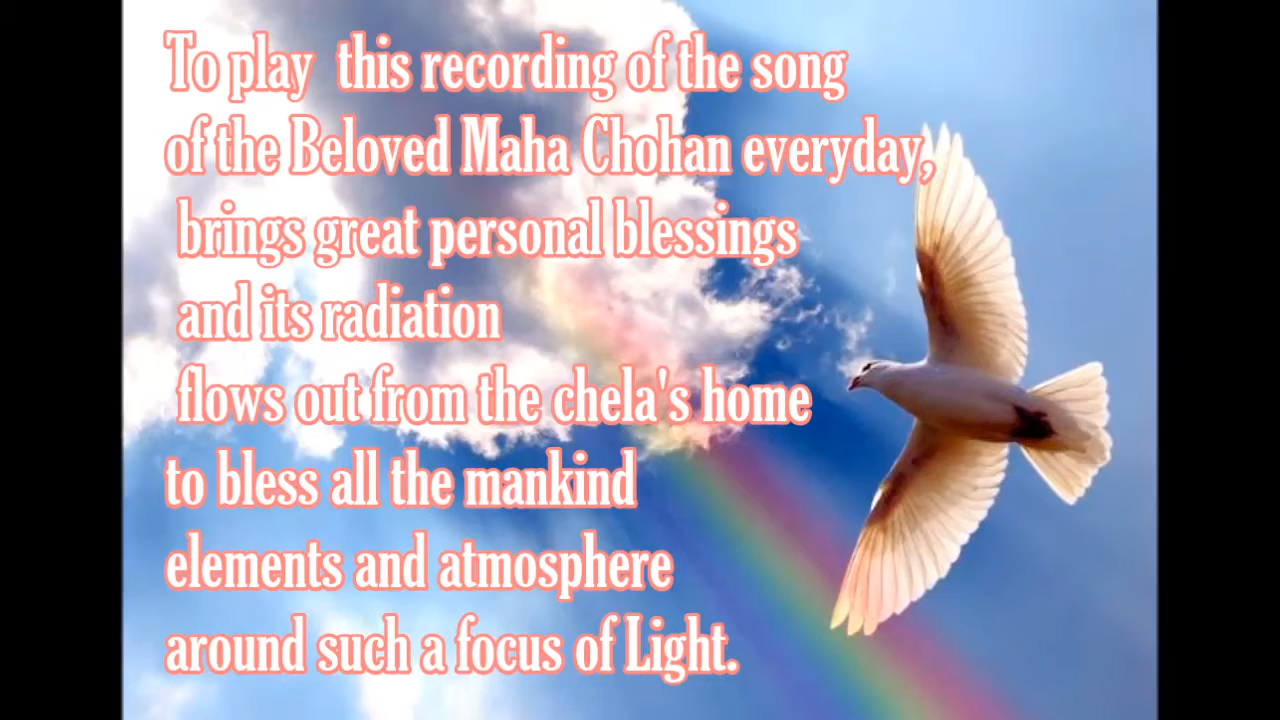 To play this recording of the song
of the Beloved Maha Chohan everyday,
brings great personal blessings
and its radiation
flows out from the chela's home
to bless all the mankind
elements and atmosphere
around such a focus of Light.